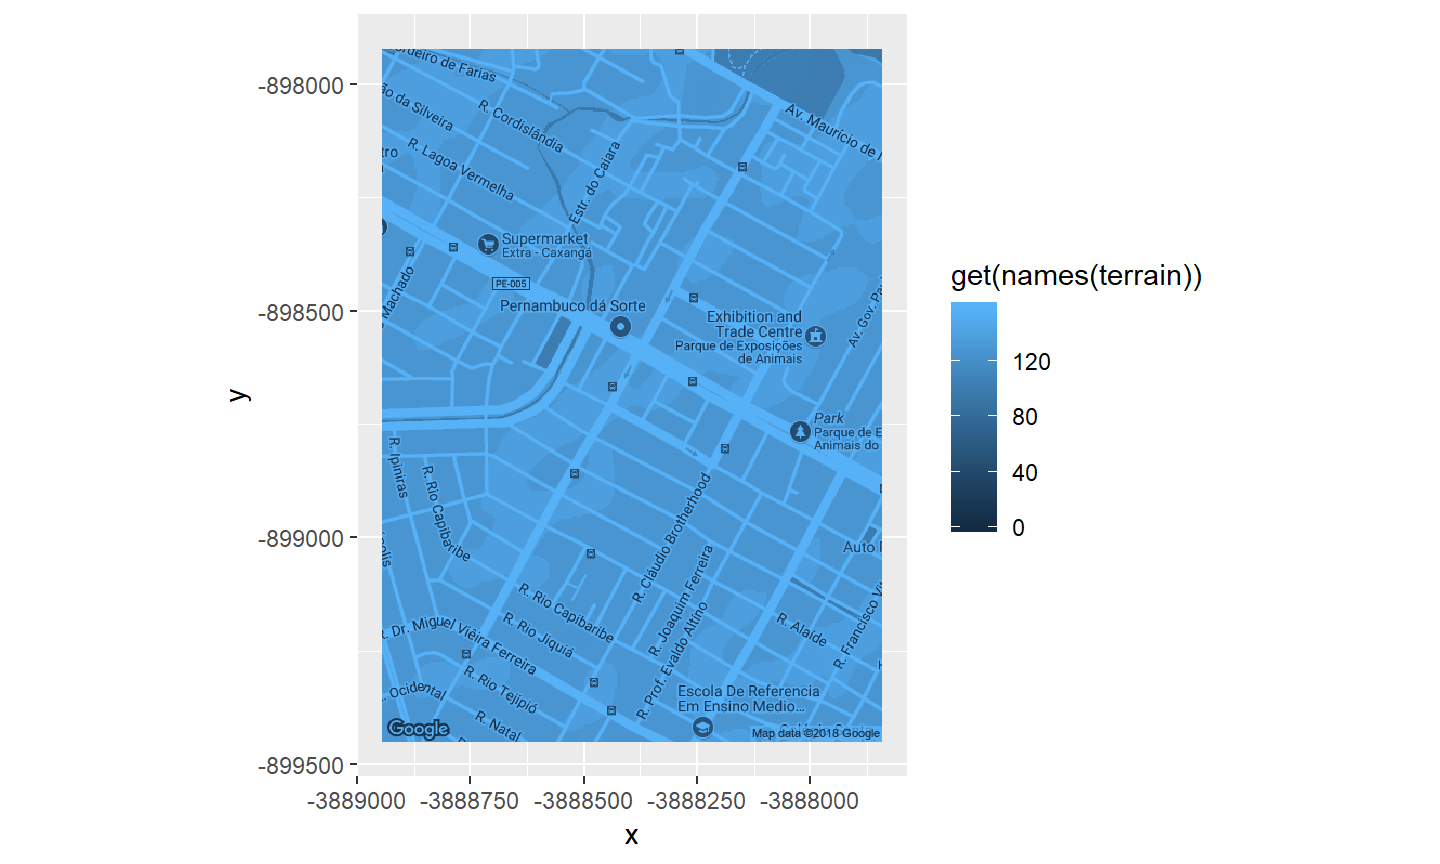 -898000
-898500
-899000
-899500
y
-3889000
-3888750
-3888500
-3888250
-3888000
x
get(names(terrain))
120
80
40
0
de Farias
da Silveira
R. Cordislândia
R. Lagoa Vermelha
Estr. do Caiara
Av. Maurício de
Supermarket
Extra - Caxangá
PE-005
Machado
Pernambuco dá Sorte
Exhibition and
Trade Centre
Parque de Exposições
de Animais
Av. Gov.
Park
Parque de E
Animais do
R. Ipiniras
R. Rio Capibaribe
R. Cláudio Brotherhood
R. Joaquim Ferreira
R. Prof. Evaldo Altino
Auto
R. Rio Capibaribe
R. Rio Jiquiá
R. Dr. Miguel Vieira Ferreira
R. Rio Tejipió
R. Natal
Ocidental
R. Alaíde
R. Francisco
Escola De Referencia
Em Ensino Medio...
Google
Map data ©2018 Google